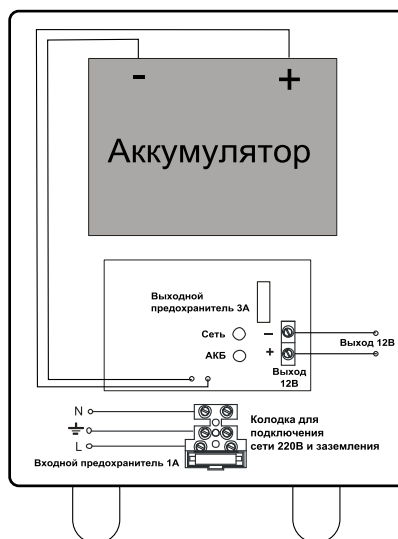 - +
Аккумулятор
Выходной
предохранитель 3А
Сеть
АКБ
–
+
Выход
12В
Выход 12В
N
L
Колодка для
подключения
сети 220В и заземления
Входной предохранитель 1А